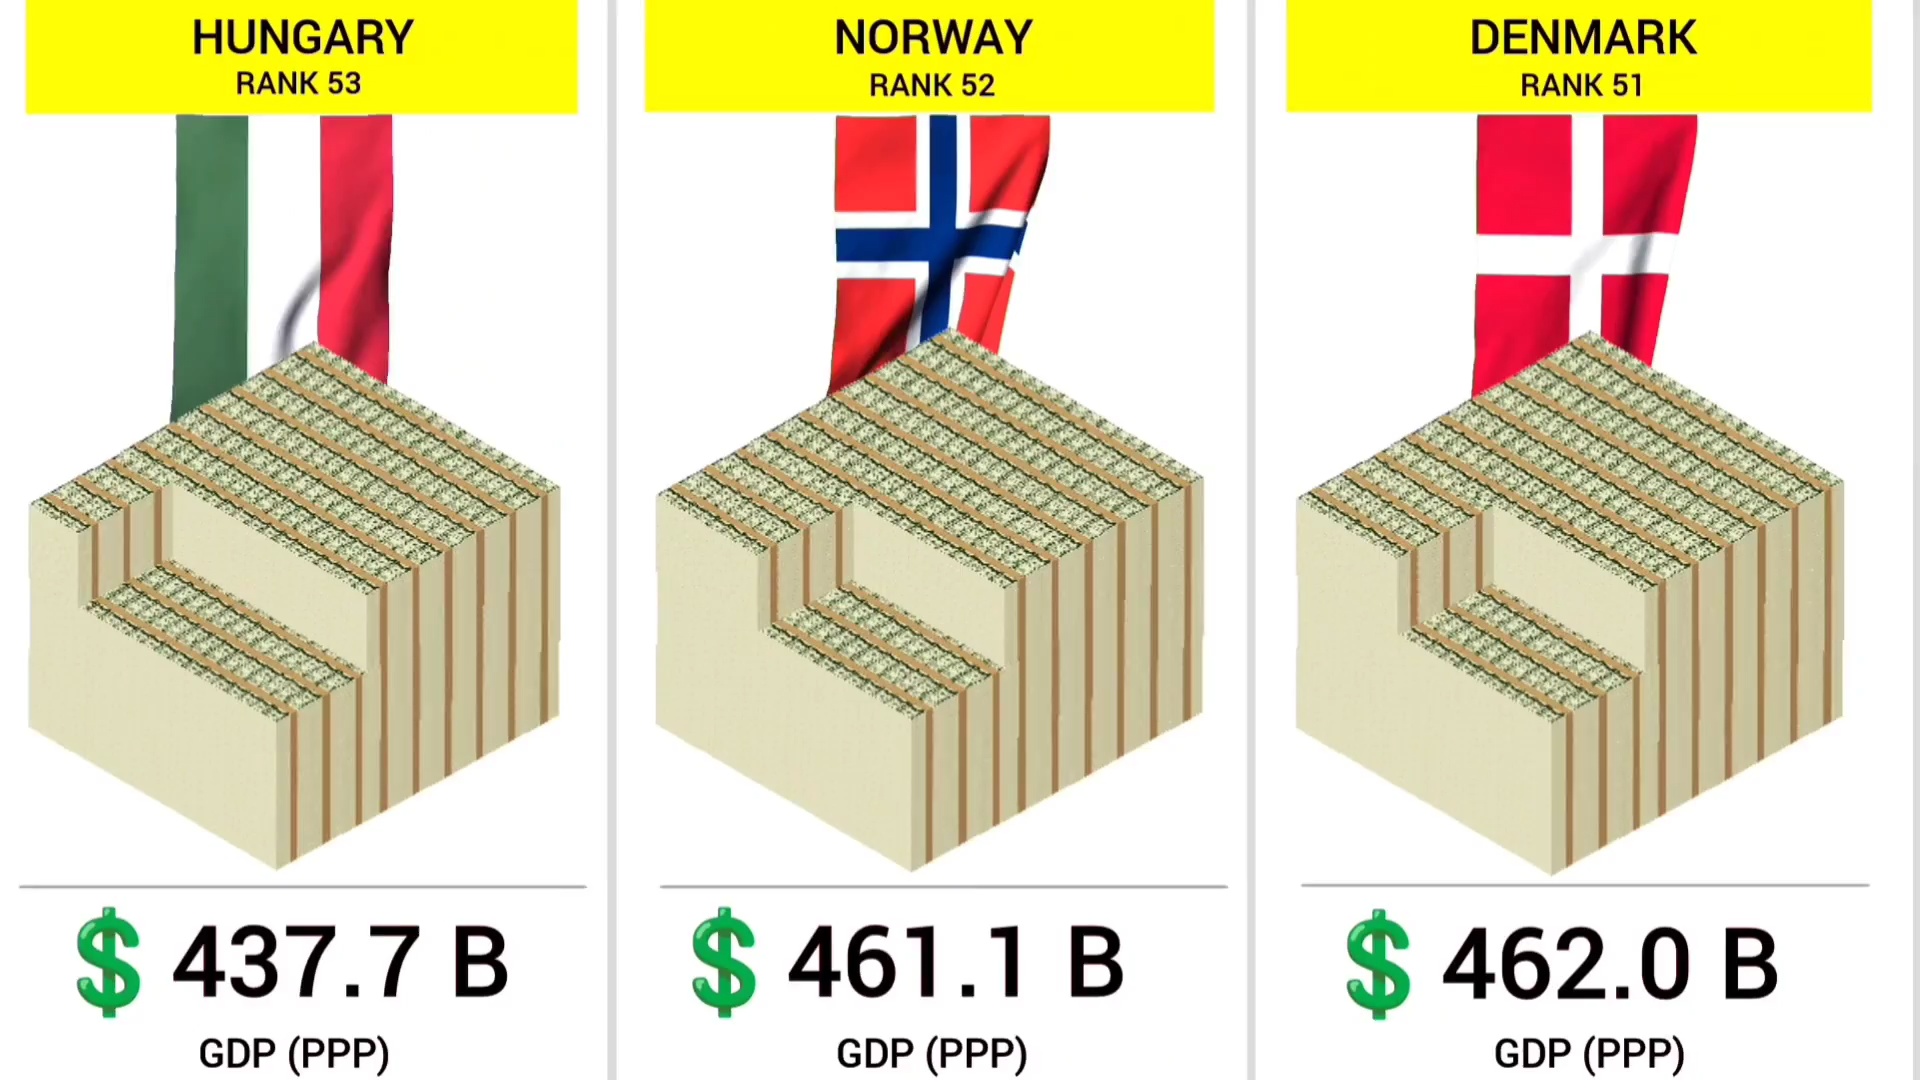 HUNGARY
RANK 53
$ 437.7 B
GDP (PPP)
NORWAY
RANK 52
$ 461.1 B
GDP (PPP)
DENMARK
RANK 51
$ 462.0 B
GDP (PPP)